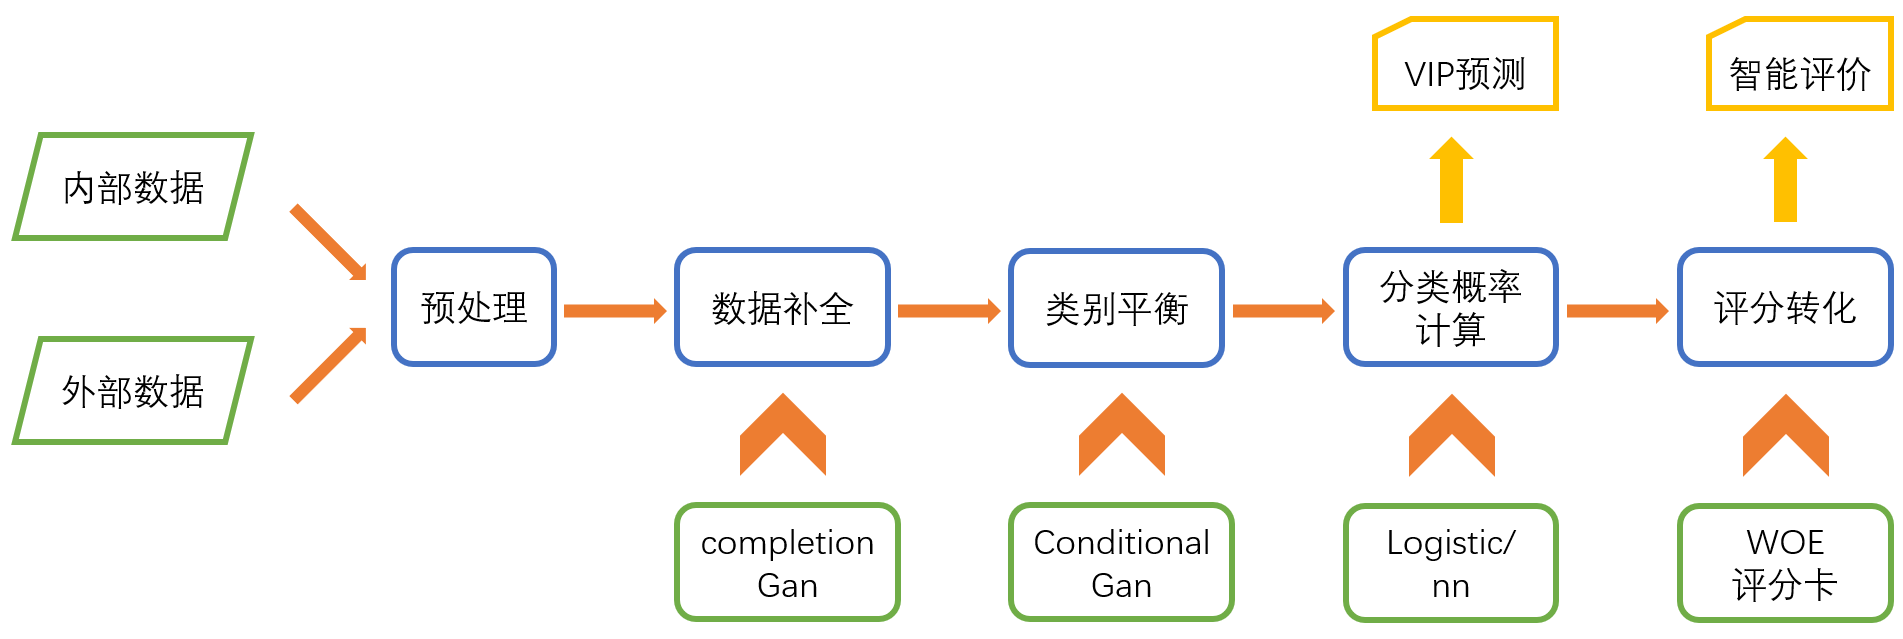 VIP预测
智能评价
内部数据
外部数据
预处理
数据补全
类别平衡
分类概率
计算
评分转化
completion
Gan
Conditional
Gan
Logistic/
nn
WOE
评分卡